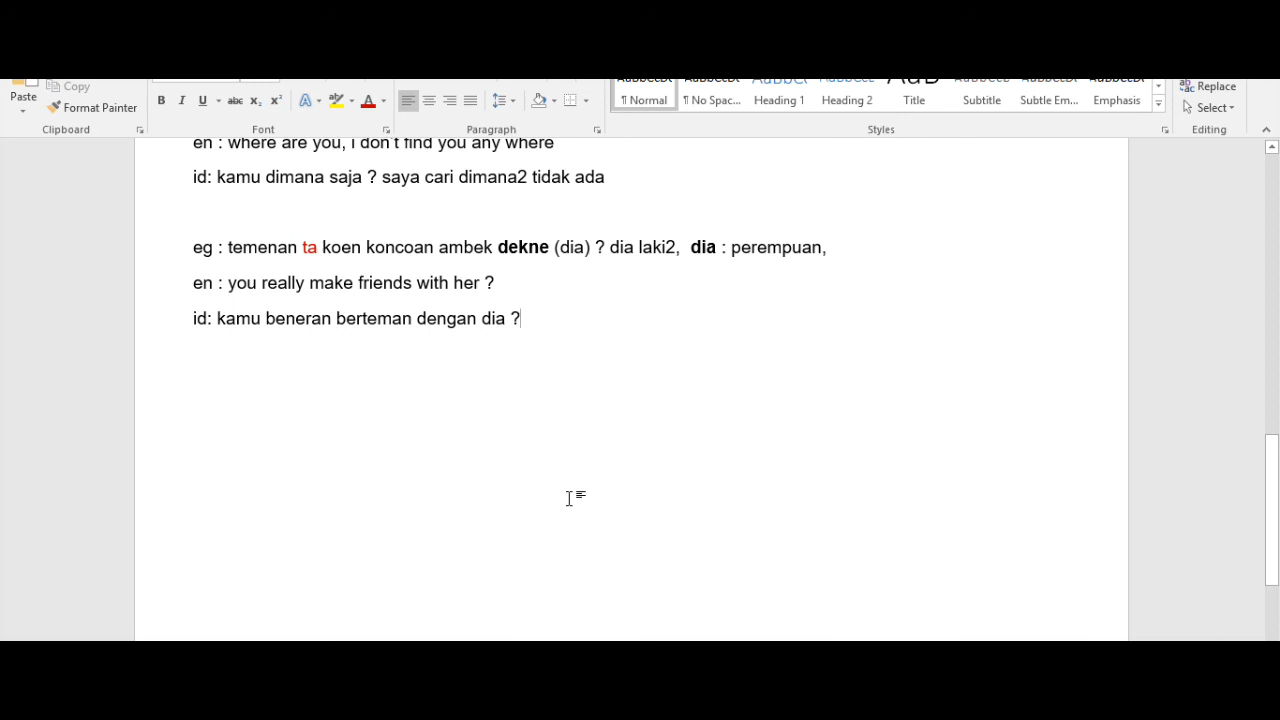 Copy
Replace
Paste
Format Painter
B I U abc x₂ x² A A
¶ Normal ¶ No Spac... Heading 1 Heading 2 Title Subtitle Subtle Em... Emphasis
Select
Clipboard Font Paragraph Styles Editing
en : where are you, i don't find you any where
id: kamu dimana saja ? saya cari dimana2 tidak ada
eg : temenan ta koen koncoan ambek dekne (dia) ? dia laki2, dia : perempuan,
en : you really make friends with her ?
id: kamu beneran berteman dengan dia ?